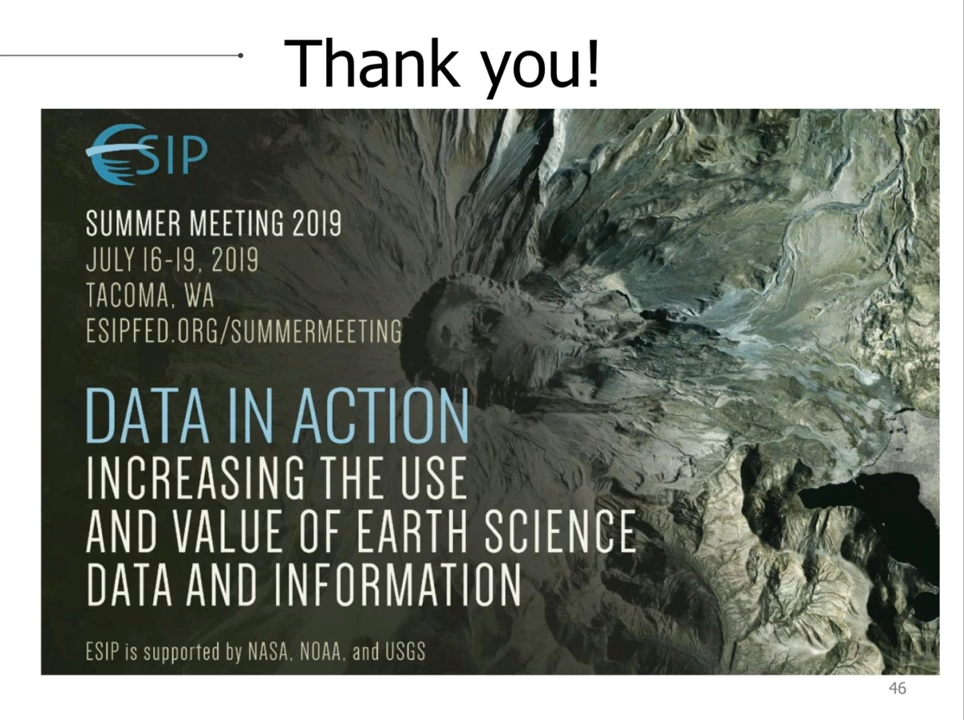 Thank you!
ESIP
SUMMER MEETING 2019
JULY 16-19, 2019
TACOMA, WA
ESIPFED.ORG/SUMMERMEETING
DATA IN ACTION
INCREASING THE USE
AND VALUE OF EARTH SCIENCE
DATA AND INFORMATION
ESIP is supported by NASA, NOAA, and USGS
46